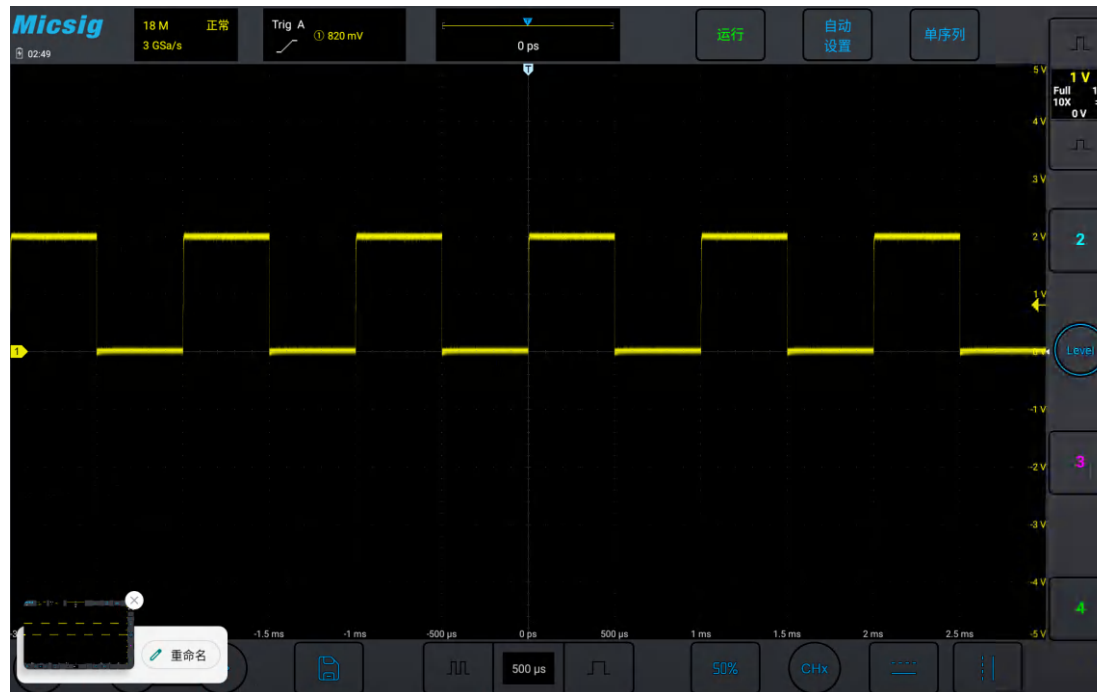 Micsig
02:49
18 M 正常
3 GSa/s
Trig A
① 820 mV
0 ps
运行
自动
设置
单序列
T
5 V
4 V
3 V
2 V
1 V
0 V
-1 V
-2 V
-3 V
-4 V
-5 V
1 V
Full 1
10X
0 V
2
Level
3
4
1
-1.5 ms
-1 ms
-500 μs
0 ps
500 μs
1 ms
1.5 ms
2 ms
2.5 ms
重命名
500 μs
50%
CHx